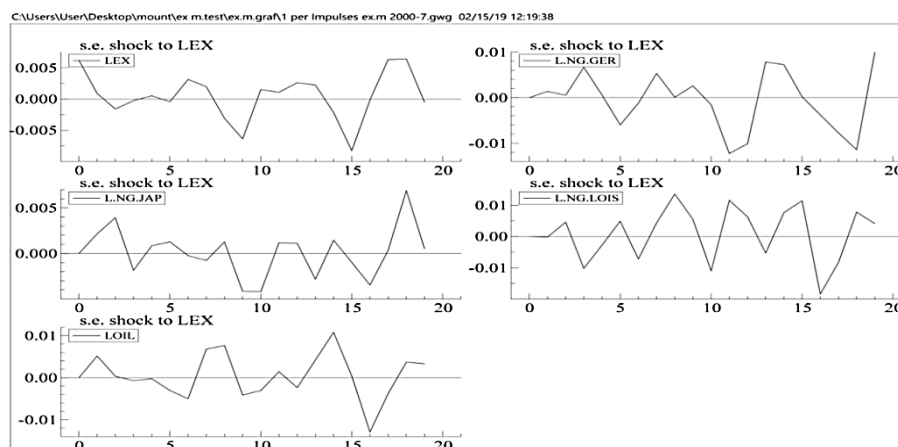 C:\Users\User\Desktop\mount\ex m.test\ex.m.graf\1 per Impulses ex.m 2000-7.gwg 02/15/19 12:19:38
s.e. shock to LEX
LEX
0.005
0.000
-0.005
0 5 10 15 20
s.e. shock to LEX
L.NG.GER
0.01
0.00
-0.01
0 5 10 15 20
s.e. shock to LEX
L.NG.JAP
0.005
0.000
0 5 10 15 20
s.e. shock to LEX
L.NG.LOIS
0.01
0.00
-0.01
0 5 10 15 20
s.e. shock to LEX
LOIL
0.01
0.00
-0.01
0 5 10 15 20